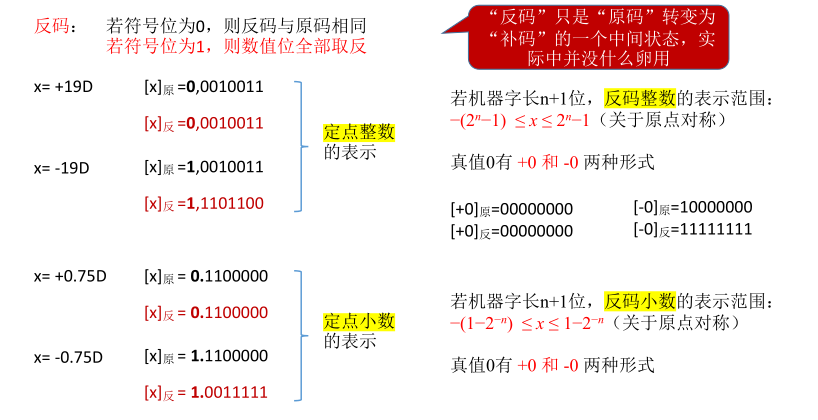 反码： 若符号位为0，则反码与原码相同
若符号位为1，则数值位全部取反
x= +19D [x]原 =0,0010011
[x]反 =0,0010011
x= -19D [x]原 =1,0010011
[x]反 =1,1101100
定点整数
的表示
x= +0.75D [x]原 = 0.1100000
[x]反 = 0.1100000
x= -0.75D [x]原 = 1.1100000
[x]反 = 1.0011111
定点小数
的表示
“反码”只是“原码”转变为
“补码”的一个中间状态，实
际中并没什么卵用
若机器字长n+1位，反码整数的表示范围：
−(2ⁿ−1) ≤ x ≤ 2ⁿ−1（关于原点对称）
真值0有 +0 和 -0 两种形式
[+0]原=00000000 [-0]原=10000000
[+0]反=00000000 [-0]反=11111111
若机器字长n+1位，反码小数的表示范围：
−(1−2⁻ⁿ) ≤ x ≤ 1−2⁻ⁿ（关于原点对称）
真值0有 +0 和 -0 两种形式